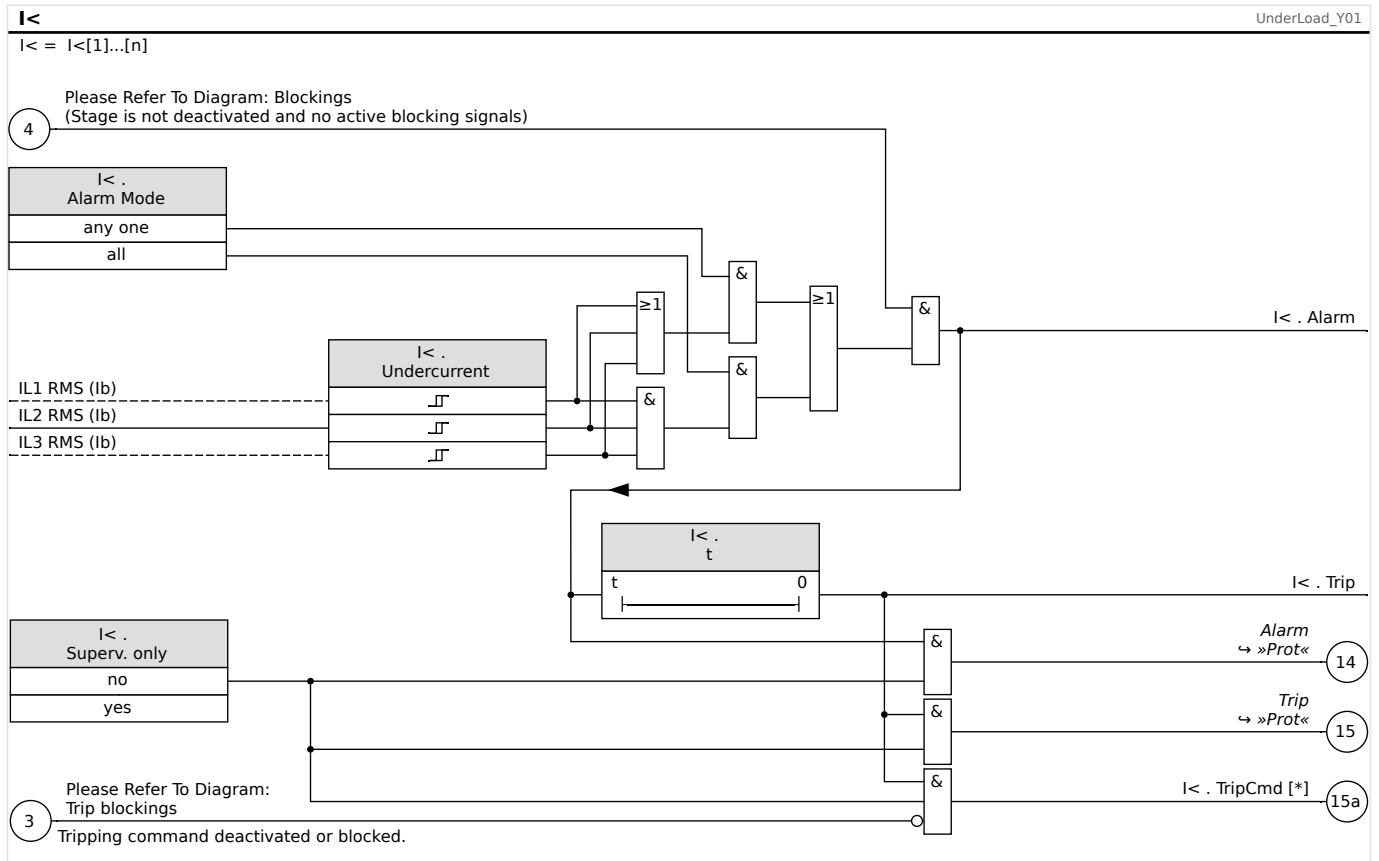 I<
UnderLoad_Y01
I< = I<[1]...[n]
Please Refer To Diagram: Blockings
(Stage is not deactivated and no active blocking signals)
4
I< .
Alarm Mode
any one
all
&
≥1
≥1
&
I< . Alarm
I< .
Undercurrent
&
IL1 RMS (Ib)
IL2 RMS (Ib)
IL3 RMS (Ib)
&
I< .
t
t 0
I< . Trip
I< .
Superv. only
no
yes
&
Alarm
↪ »Prot«
14
&
Trip
↪ »Prot«
15
&
I< . TripCmd [*]
15a
Please Refer To Diagram:
Trip blockings
3
Tripping command deactivated or blocked.